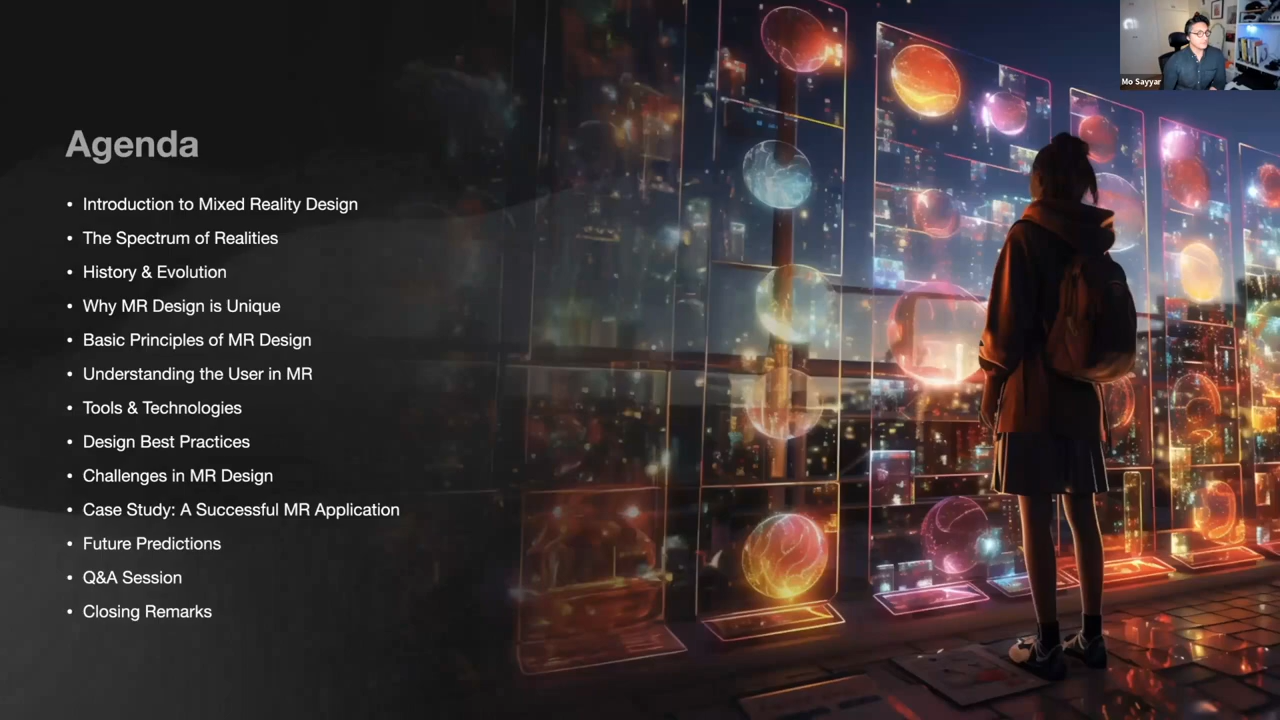 Agenda
• Introduction to Mixed Reality Design
• The Spectrum of Realities
• History & Evolution
• Why MR Design is Unique
• Basic Principles of MR Design
• Understanding the User in MR
• Tools & Technologies
• Design Best Practices
• Challenges in MR Design
• Case Study: A Successful MR Application
• Future Predictions
• Q&A Session
• Closing Remarks
Mo Sayyar